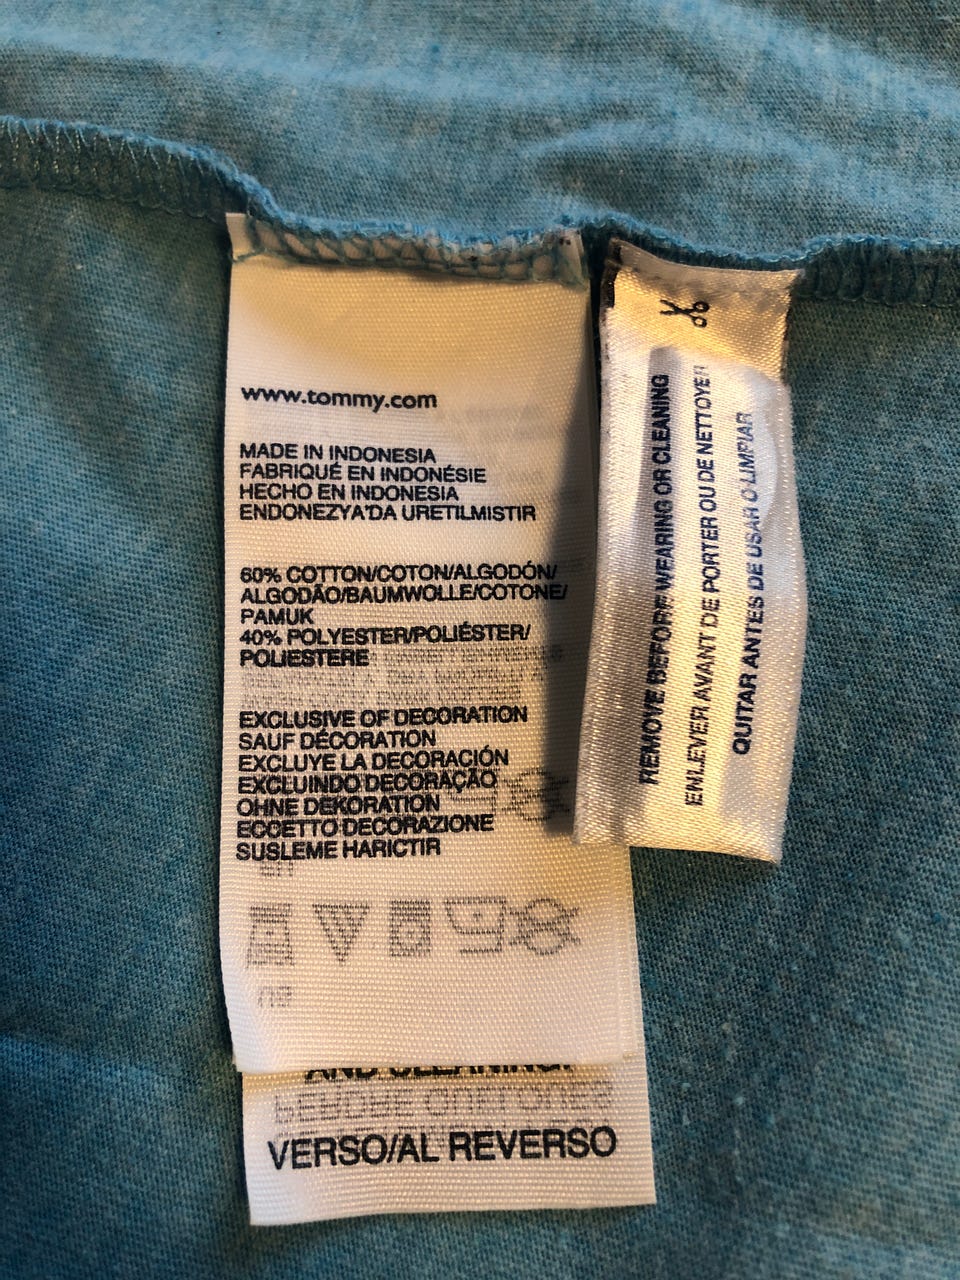 www.tommy.com
MADE IN INDONESIA
FABRIQUÉ EN INDONÉSIE
HECHO EN INDONESIA
ENDONEZYA'DA URETILMISTIR
60% COTTON/COTON/ALGODÓN/
ALGODÃO/BAUMWOLLE/COTONE/
PAMUK
40% POLYESTER/POLIÉSTER/
POLIESTERE
EXCLUSIVE OF DECORATION
SAUF DÉCORATION
EXCLUYE LA DECORACIÓN
EXCLUINDO DECORAÇÃO
OHNE DEKORATION
ECCETTO DECORAZIONE
SUSLEME HARICTIR
AND CLEANING.
VERSO/AL REVERSO
REMOVE BEFORE WEARING OR CLEANING
ENLEVER AVANT DE PORTER OU DE NETTOYER
QUITAR ANTES DE USAR O LIMPIAR